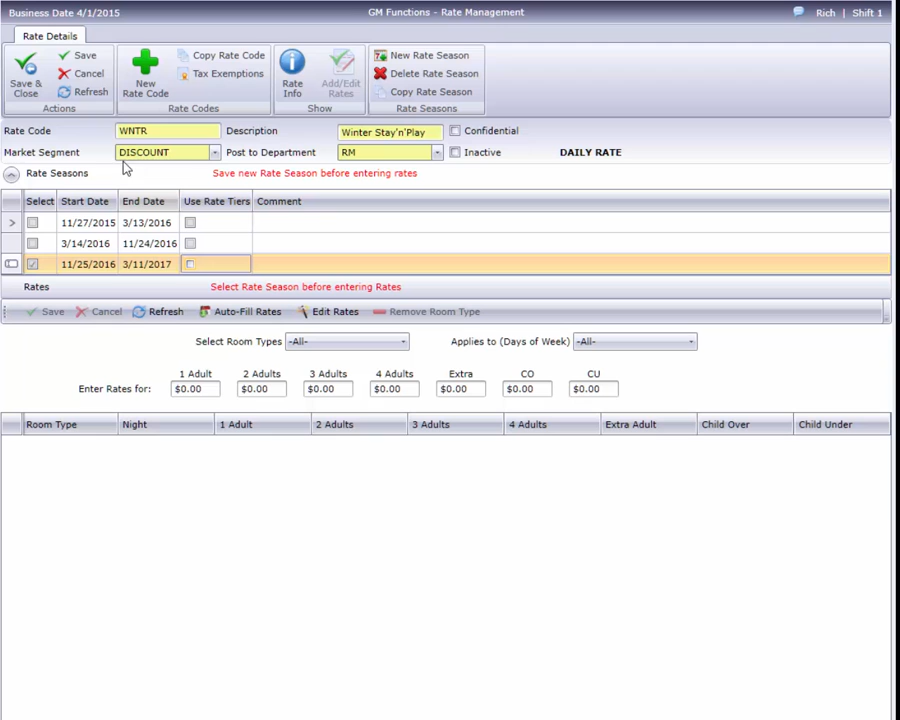 Business Date 4/1/2015 GM Functions - Rate Management Rich | Shift 1
Rate Details
Save & Close Save Cancel Refresh New Rate Code Copy Rate Code Tax Exemptions Rate Info Add/Edit Rates New Rate Season Delete Rate Season Copy Rate Season
Actions Rate Codes Show Rate Seasons
Rate Code WNTR Description Winter Stay'n'Play Confidential
Market Segment DISCOUNT Post to Department RM Inactive DAILY RATE
Rate Seasons Save new Rate Season before entering rates
Select Start Date End Date Use Rate Tiers Comment
11/27/2015 3/13/2016
3/14/2016 11/24/2016
11/25/2016 3/11/2017
Rates Select Rate Season before entering Rates
Save Cancel Refresh Auto-Fill Rates Edit Rates Remove Room Type
Select Room Types -All- Applies to (Days of Week) -All-
1 Adult 2 Adults 3 Adults 4 Adults Extra CO CU
Enter Rates for: $0.00 $0.00 $0.00 $0.00 $0.00 $0.00 $0.00
Room Type Night 1 Adult 2 Adults 3 Adults 4 Adults Extra Adult Child Over Child Under